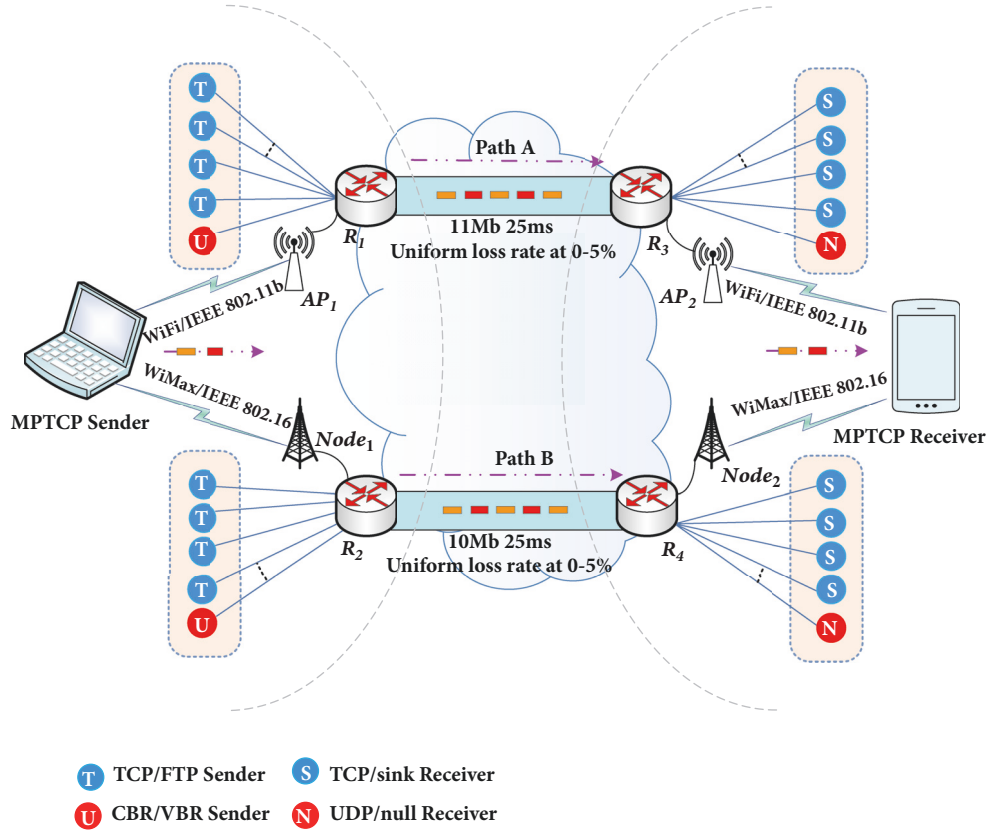 T
T
T
T
U
S
S
S
S
N
Path A
11Mb 25ms
Uniform loss rate at 0-5%
R1
R3
AP1
AP2
WiFi/IEEE 802.11b
WiFi/IEEE 802.11b
WiMax/IEEE 802.16
WiMax/IEEE 802.16
MPTCP Sender
MPTCP Receiver
Node1
Node2
Path B
10Mb 25ms
Uniform loss rate at 0-5%
R2
R4
T
T
T
T
U
S
S
S
S
N
T TCP/FTP Sender
S TCP/sink Receiver
U CBR/VBR Sender
N UDP/null Receiver